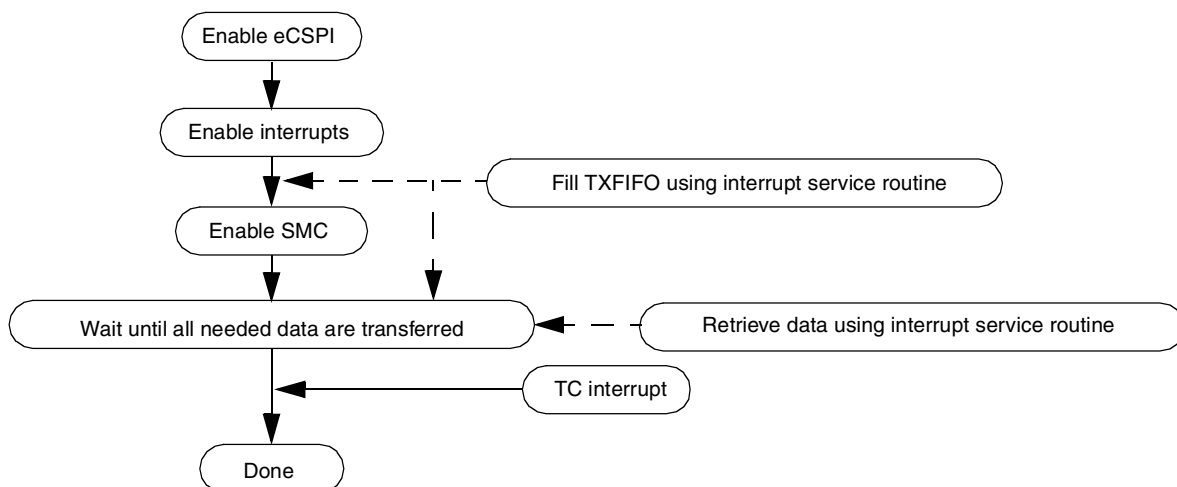 Enable eCSPI
Enable interrupts
Fill TXFIFO using interrupt service routine
Enable SMC
Wait until all needed data are transferred
Retrieve data using interrupt service routine
TC interrupt
Done